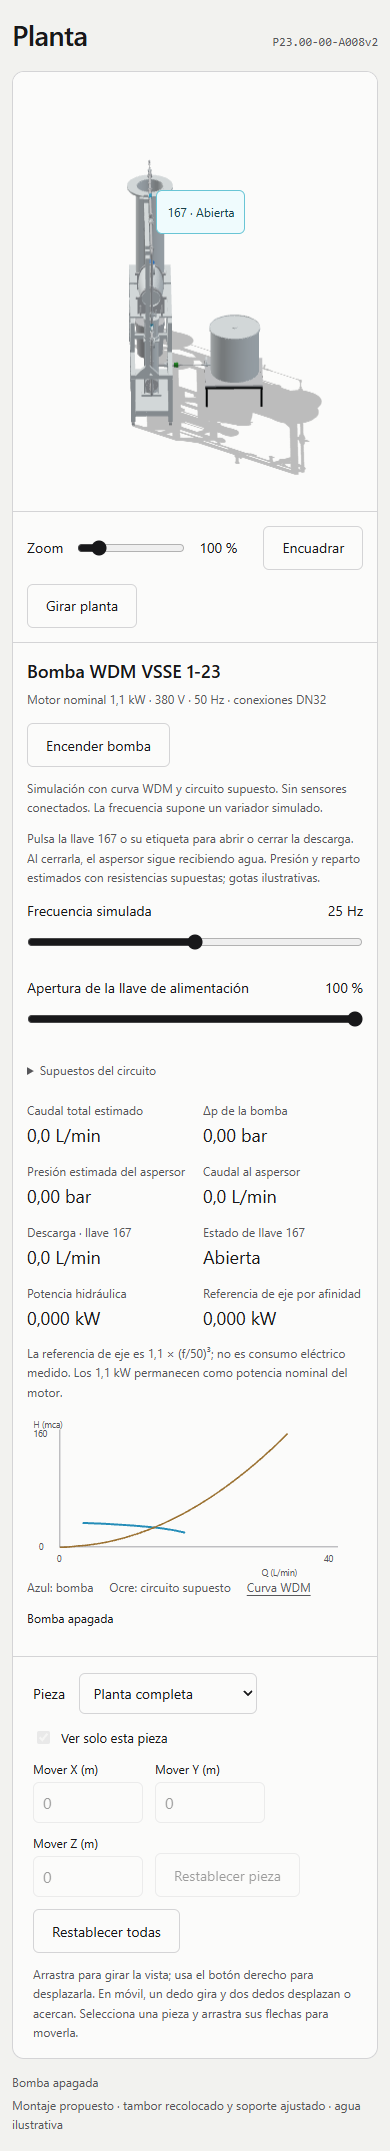 Planta
P23.00-00-A008v2
167 · Abierta
Zoom
100 %
Encuadrar
Girar planta
Bomba WDM VSSE 1-23
Motor nominal 1,1 kW · 380 V · 50 Hz · conexiones DN32
Encender bomba
Simulación con curva WDM y circuito supuesto. Sin sensores
conectados. La frecuencia supone un variador simulado.
Pulsa la llave 167 o su etiqueta para abrir o cerrar la descarga.
Al cerrarla, el aspersor sigue recibiendo agua. Presión y reparto
estimados con resistencias supuestas; gotas ilustrativas.
Frecuencia simulada
25 Hz
Apertura de la llave de alimentación
100 %
Supuestos del circuito
Caudal total estimado
0,0 L/min
Δp de la bomba
0,00 bar
Presión estimada del aspersor
0,00 bar
Caudal al aspersor
0,0 L/min
Descarga · llave 167
0,0 L/min
Estado de llave 167
Abierta
Potencia hidráulica
0,000 kW
Referencia de eje por afinidad
0,000 kW
La referencia de eje es 1,1 × (f/50)³; no es consumo eléctrico
medido. Los 1,1 kW permanecen como potencia nominal del
motor.
H (mca)
160
0
0
40
Q (L/min)
Azul: bomba
Ocre: circuito supuesto
Curva WDM
Bomba apagada
Pieza
Planta completa
Ver solo esta pieza
Mover X (m)
0
Mover Y (m)
0
Mover Z (m)
0
Restablecer pieza
Restablecer todas
Arrastra para girar la vista; usa el botón derecho para
desplazarla. En móvil, un dedo gira y dos dedos desplazan o
acercan. Selecciona una pieza y arrastra sus flechas para
moverla.
Bomba apagada
Montaje propuesto · tambor recolocado y soporte ajustado · agua
ilustrativa